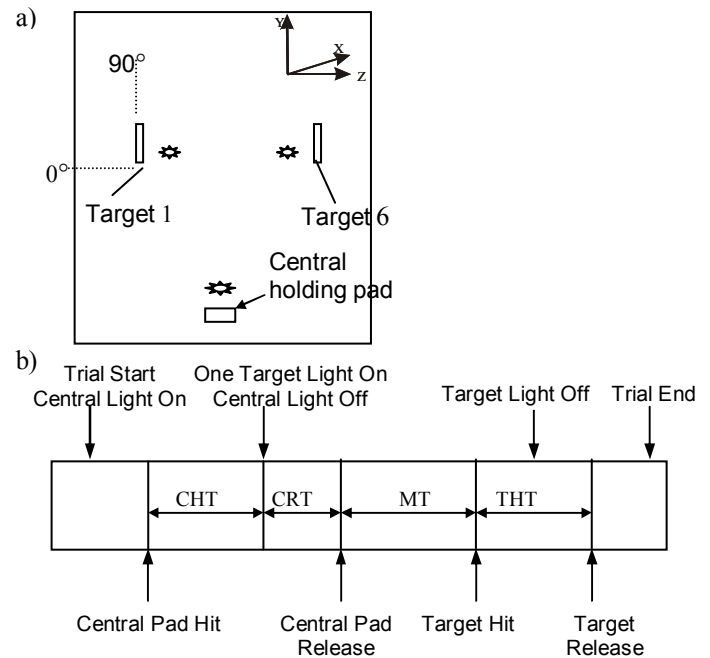 a)
Y
X
Z
90°
0°
Target 1
Target 6
Central
holding pad
b)
Trial Start
Central Light On
One Target Light On
Central Light Off
Target Light Off
Trial End
CHT
CRT
MT
THT
Central Pad Hit
Central Pad
Release
Target Hit
Target
Release